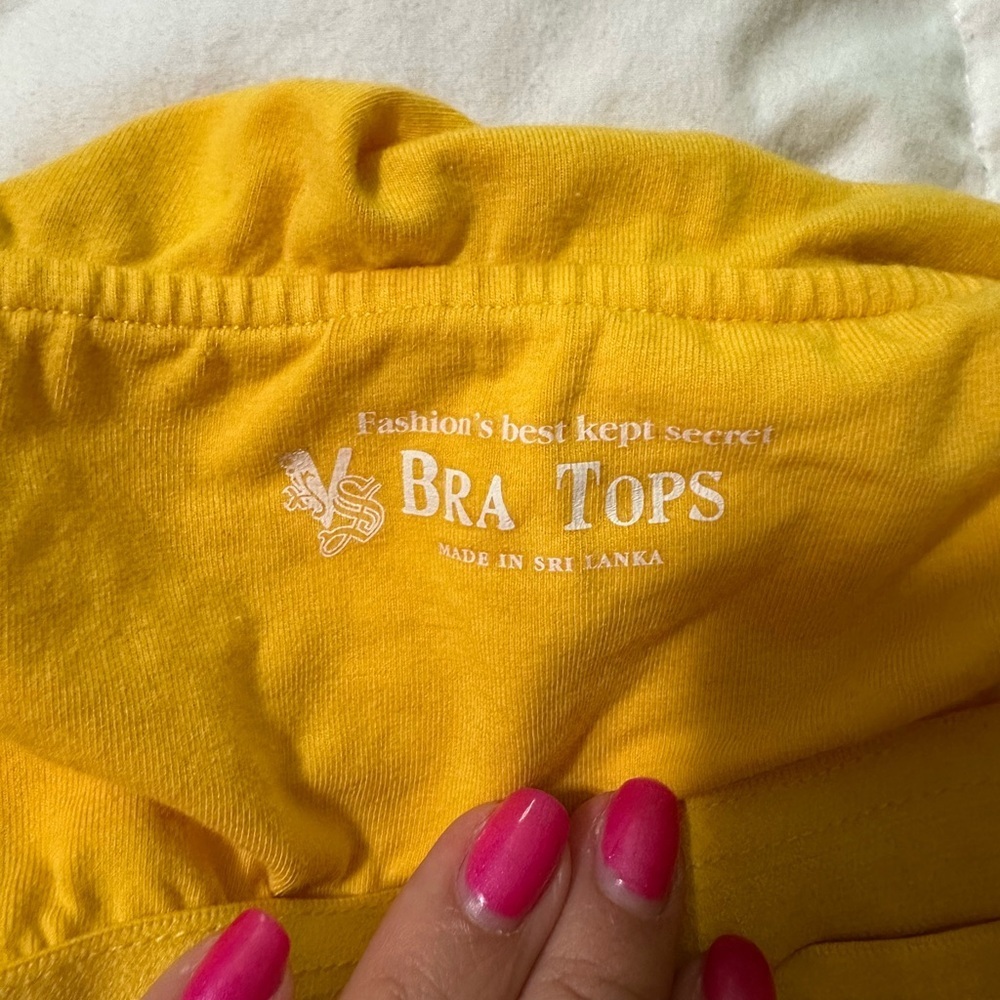 Fashion's best kept secret
VS BRA TOPS
MADE IN SRI LANKA